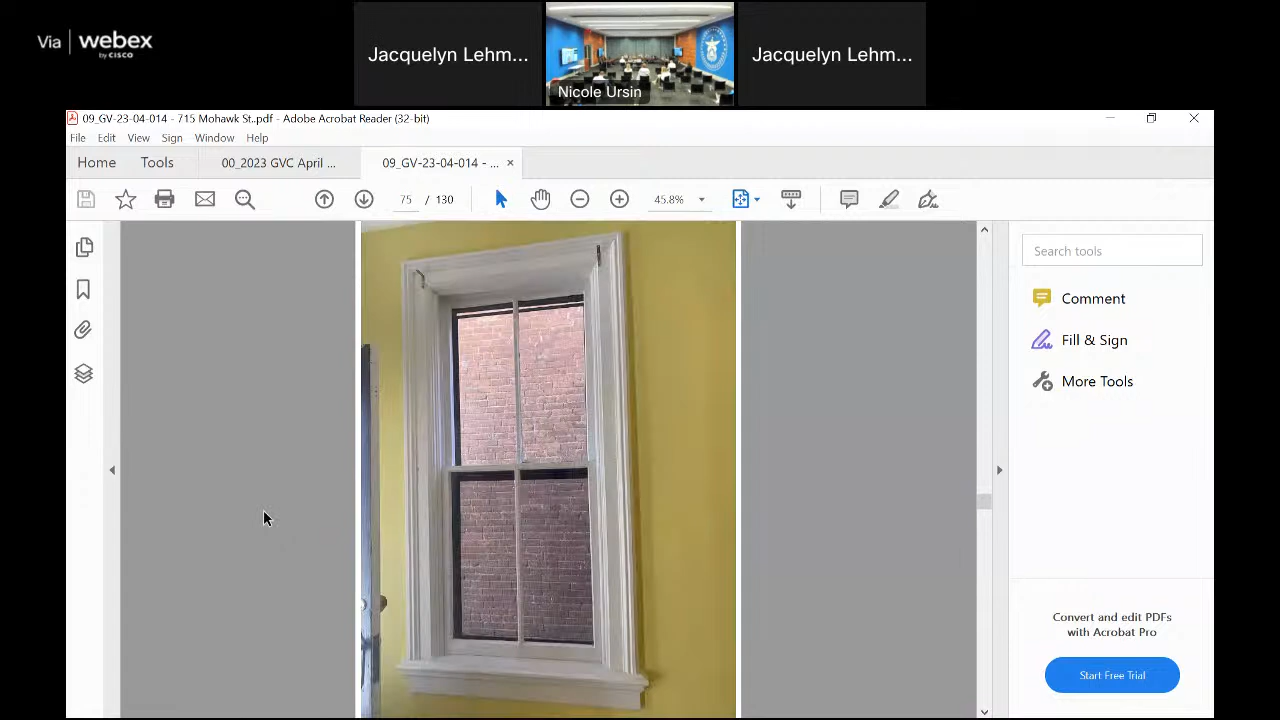 Via webex
by CISCO
Jacquelyn Lehm...
Nicole Ursin
Jacquelyn Lehm...
09_GV-23-04-014 - 715 Mohawk St..pdf - Adobe Acrobat Reader (32-bit)
File Edit View Sign Window Help
Home Tools 00_2023 GVC April ... 09_GV-23-04-014 - ... ×
75 / 130 45.8%
Search tools
Comment
Fill & Sign
More Tools
Convert and edit PDFs
with Acrobat Pro
Start Free Trial